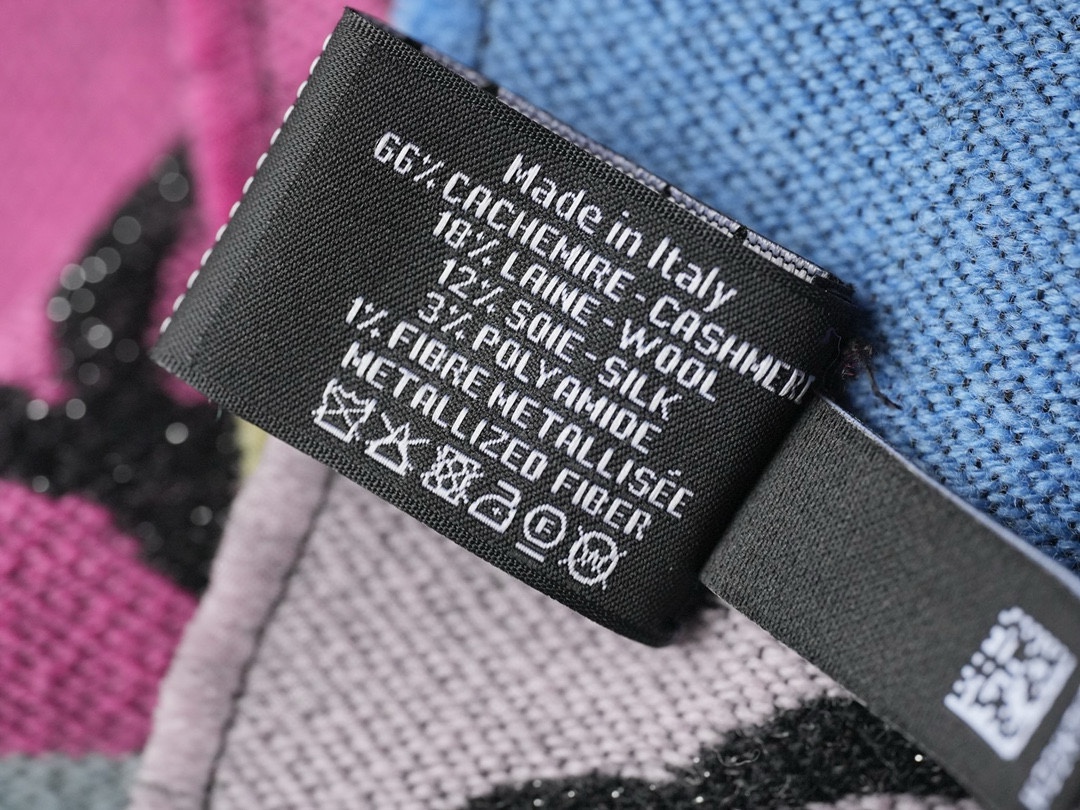 Made in Italy
66% CACHEMIRE - CASHMERE
18% LAINE - WOOL
12% SOIE - SILK
3% POLYAMIDE
1% FIBRE METALLISÉE
METALLIZED FIBER